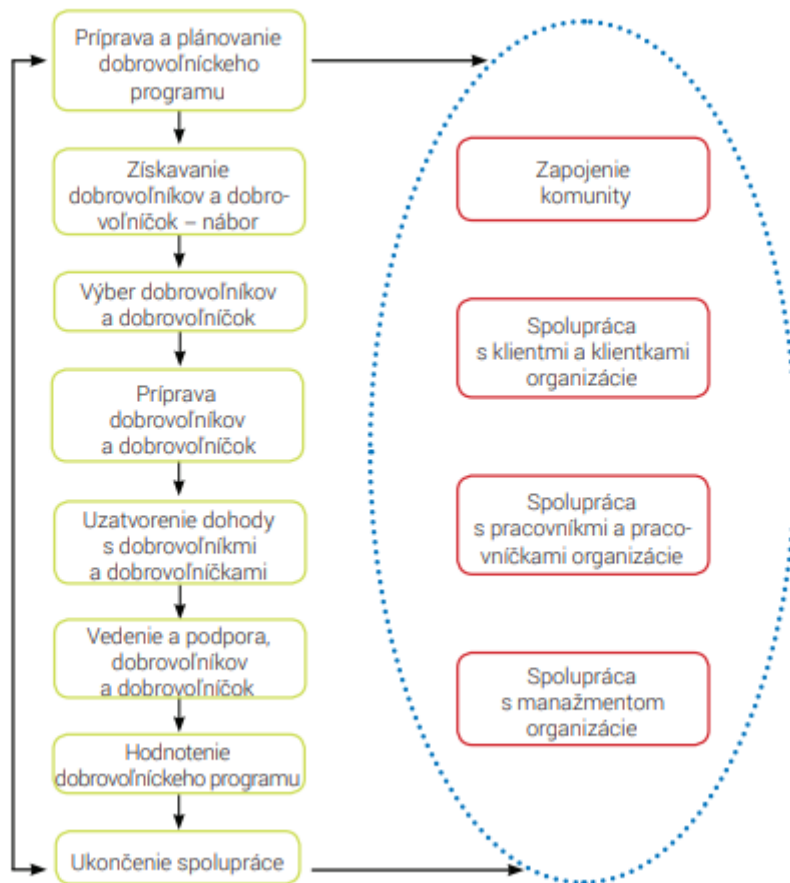 Príprava a plánovanie
dobrovoľníckeho
programu
Získavanie
dobrovoľníkov a dobro-
voľníčok – nábor
Výber dobrovoľníkov
a dobrovoľníčok
Príprava
dobrovoľníkov
a dobrovoľníčok
Uzatvorenie dohody
s dobrovoľníkmi
a dobrovoľníčkami
Vedenie a podpora,
dobrovoľníkov
a dobrovoľníčok
Hodnotenie
dobrovoľníckeho programu
Ukončenie spolupráce
Zapojenie
komunity
Spolupráca
s klientmi a klientkami
organizácie
Spolupráca
s pracovníkmi a praco-
vníčkami organizácie
Spolupráca
s manažmentom
organizácie